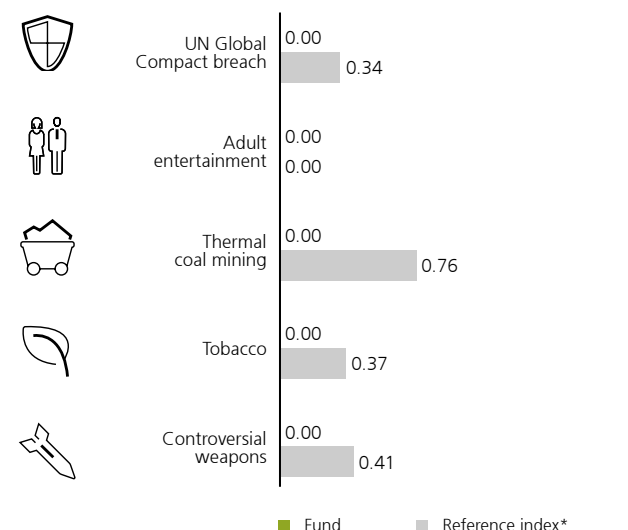 UN Global
Compact breach
0.00
0.34
Adult
entertainment
0.00
0.00
Thermal
coal mining
0.00
0.76
Tobacco
0.00
0.37
Controversial
weapons
0.00
0.41
Fund
Reference index*